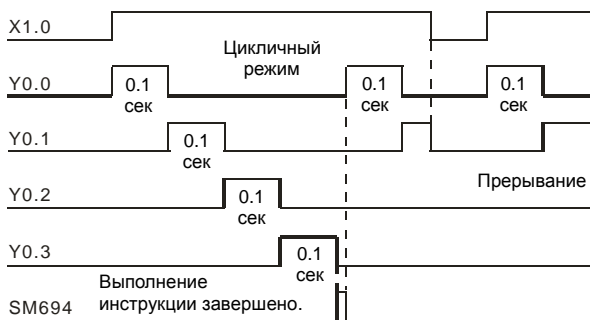 X1.0
Цикличный
режим
Y0.0
0.1
сек
0.1
сек
0.1
сек
Y0.1
0.1
сек
Прерывание
Y0.2
0.1
сек
Y0.3
0.1
сек
Выполнение
инструкции завершено.
SM694